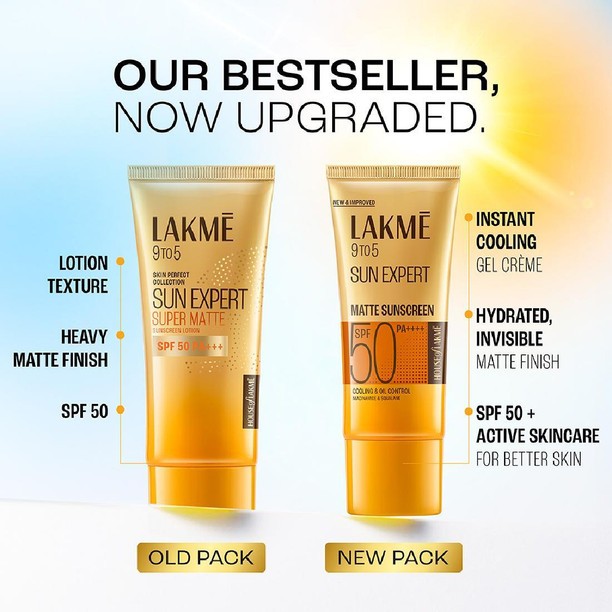 OUR BESTSELLER,
NOW UPGRADED.
LOTION
TEXTURE
HEAVY
MATTE FINISH
SPF 50
LAKMĒ
9TO5
SKIN PERFECT
COLLECTION
SUN EXPERT
SUPER MATTE
SUNSCREEN LOTION
SPF 50 PA+++
HOUSE of LAKMĒ
OLD PACK
NEW & IMPROVED
LAKMĒ
9TO5
SUN EXPERT
MATTE SUNSCREEN
SPF
50
PA++++
HOUSE of LAKMĒ
COOLING & OIL CONTROL
NIACINAMIDE & SQUALANE
NEW PACK
INSTANT
COOLING
GEL CRÈME
HYDRATED,
INVISIBLE
MATTE FINISH
SPF 50 +
ACTIVE SKINCARE
FOR BETTER SKIN